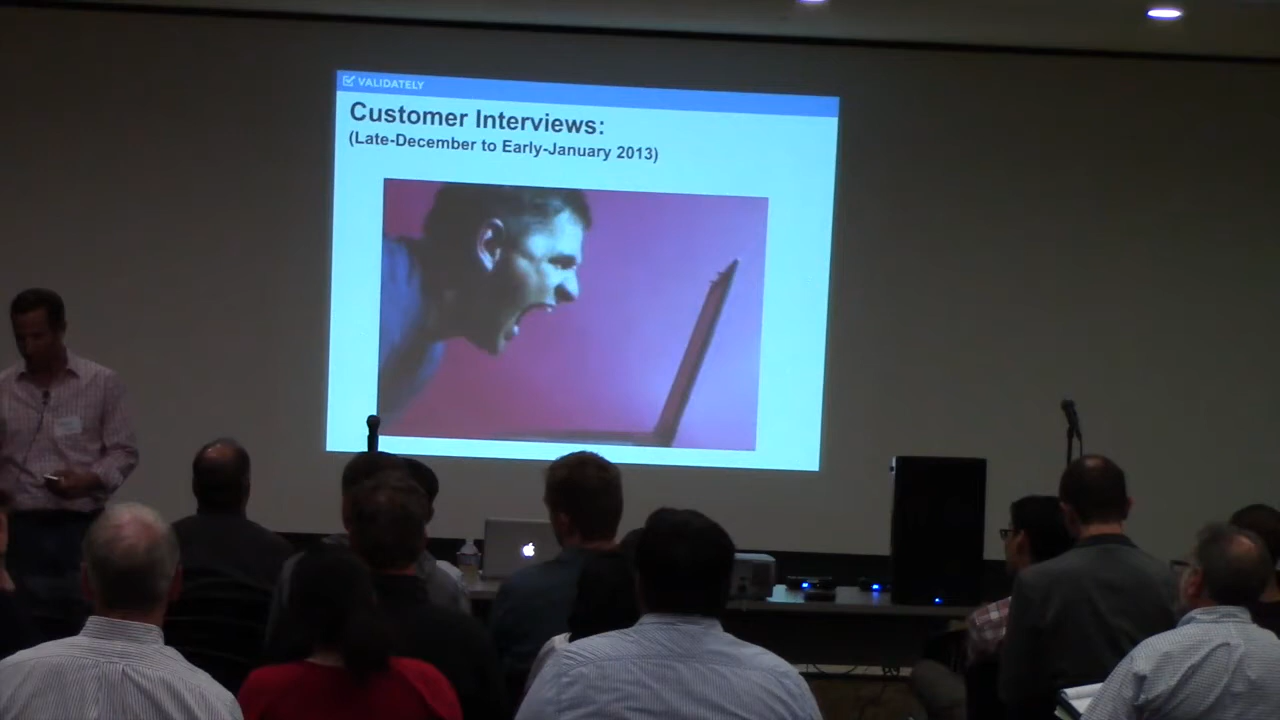 VALIDATELY
Customer Interviews:
(Late-December to Early-January 2013)